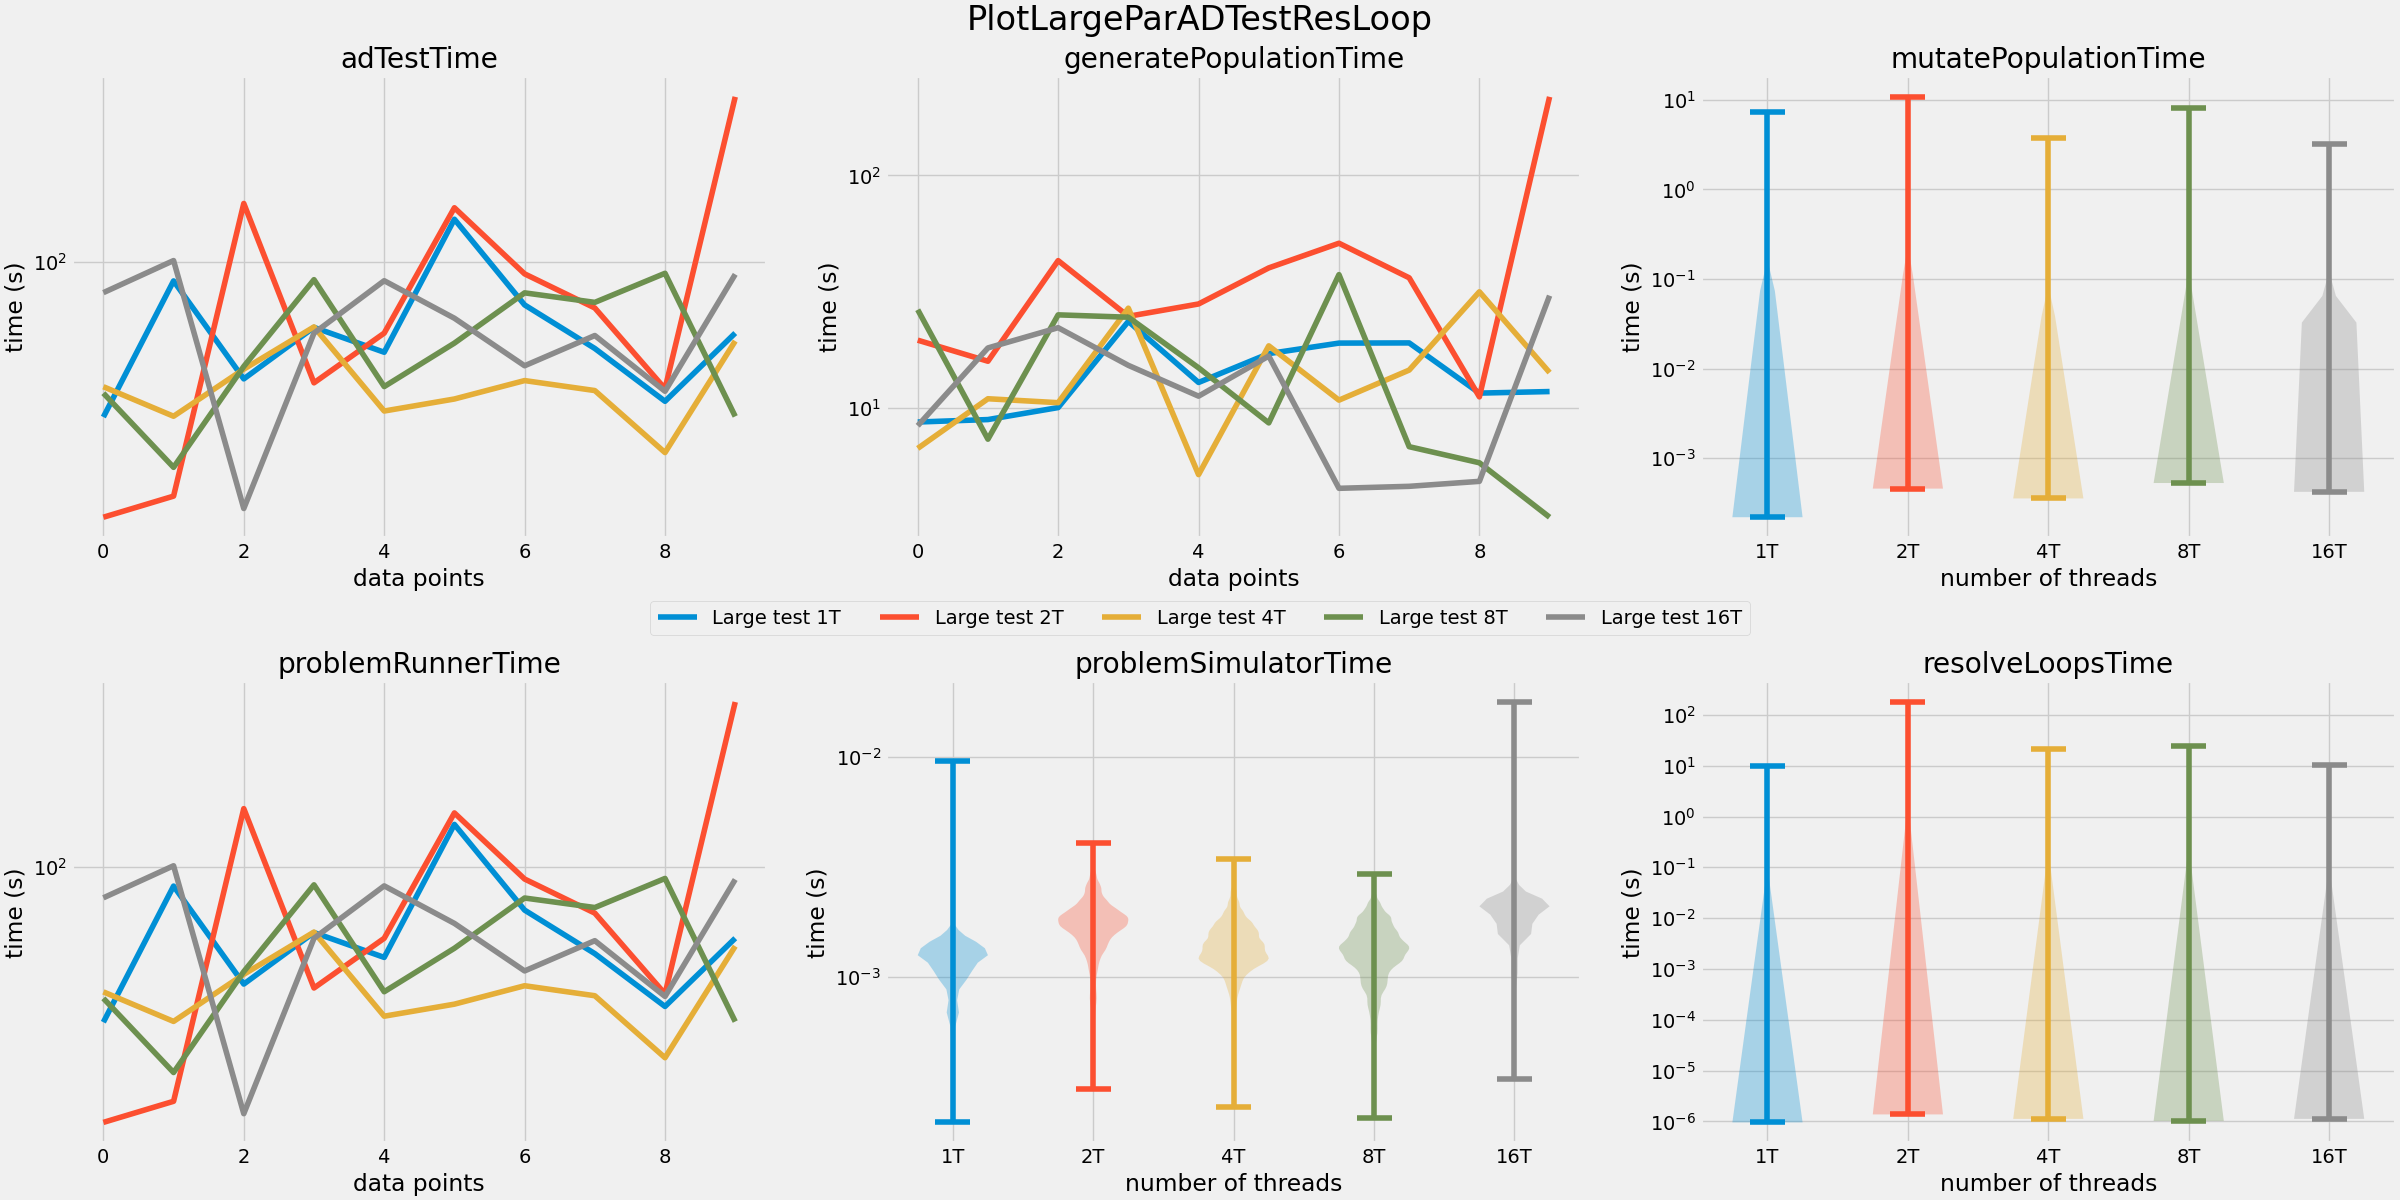 PlotLargeParADTestResLoop
adTestTime
10²
time (s)
0 2 4 6 8
data points
generatePopulationTime
10²
10¹
time (s)
0 2 4 6 8
data points
mutatePopulationTime
10¹
10⁰
10⁻¹
10⁻²
10⁻³
time (s)
1T 2T 4T 8T 16T
number of threads
Large test 1T Large test 2T Large test 4T Large test 8T Large test 16T
problemRunnerTime
10²
time (s)
0 2 4 6 8
data points
problemSimulatorTime
10⁻²
10⁻³
time (s)
1T 2T 4T 8T 16T
number of threads
resolveLoopsTime
10²
10¹
10⁰
10⁻¹
10⁻²
10⁻³
10⁻⁴
10⁻⁵
10⁻⁶
time (s)
1T 2T 4T 8T 16T
number of threads